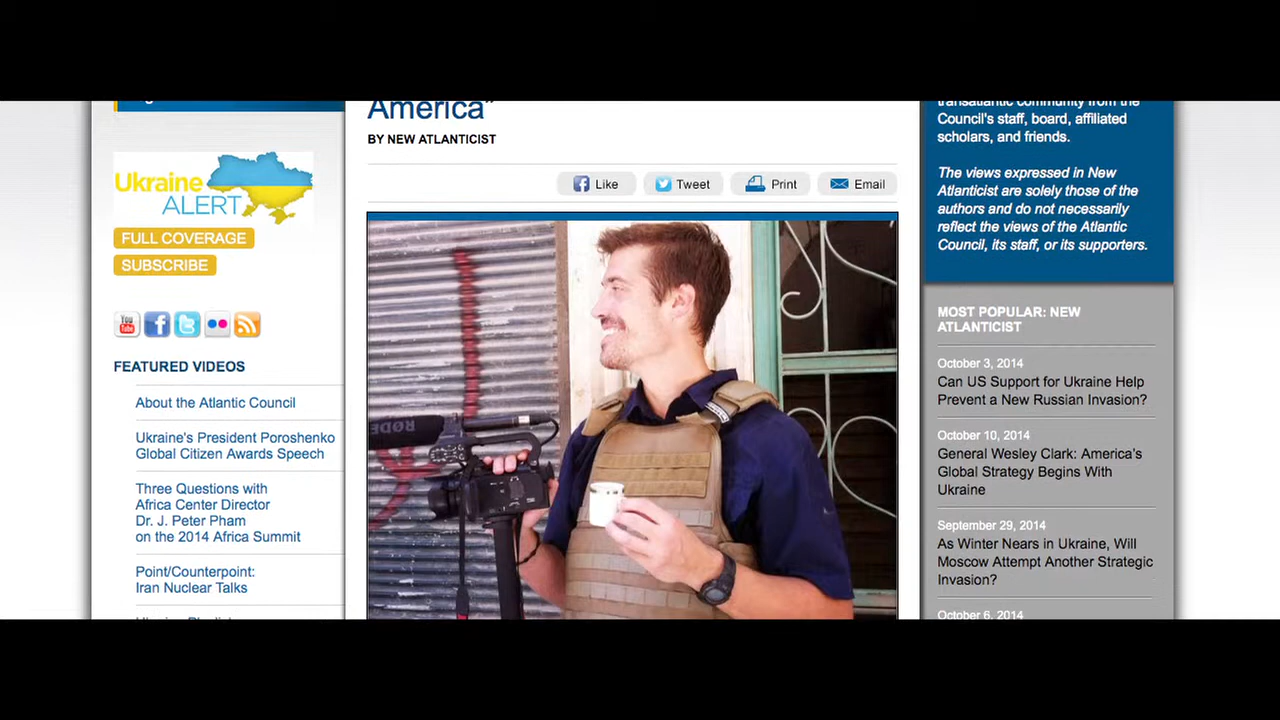 America"
BY NEW ATLANTICIST
Like
Tweet
Print
Email
Ukraine
ALERT
FULL COVERAGE
SUBSCRIBE
You
Tube
FEATURED VIDEOS
About the Atlantic Council
Ukraine's President Poroshenko
Global Citizen Awards Speech
Three Questions with
Africa Center Director
Dr. J. Peter Pham
on the 2014 Africa Summit
Point/Counterpoint:
Iran Nuclear Talks
RØDE
transatlantic community from the
Council's staff, board, affiliated
scholars, and friends.
The views expressed in New
Atlanticist are solely those of the
authors and do not necessarily
reflect the views of the Atlantic
Council, its staff, or its supporters.
MOST POPULAR: NEW
ATLANTICIST
October 3, 2014
Can US Support for Ukraine Help
Prevent a New Russian Invasion?
October 10, 2014
General Wesley Clark: America's
Global Strategy Begins With
Ukraine
September 29, 2014
As Winter Nears in Ukraine, Will
Moscow Attempt Another Strategic
Invasion?
October 6, 2014